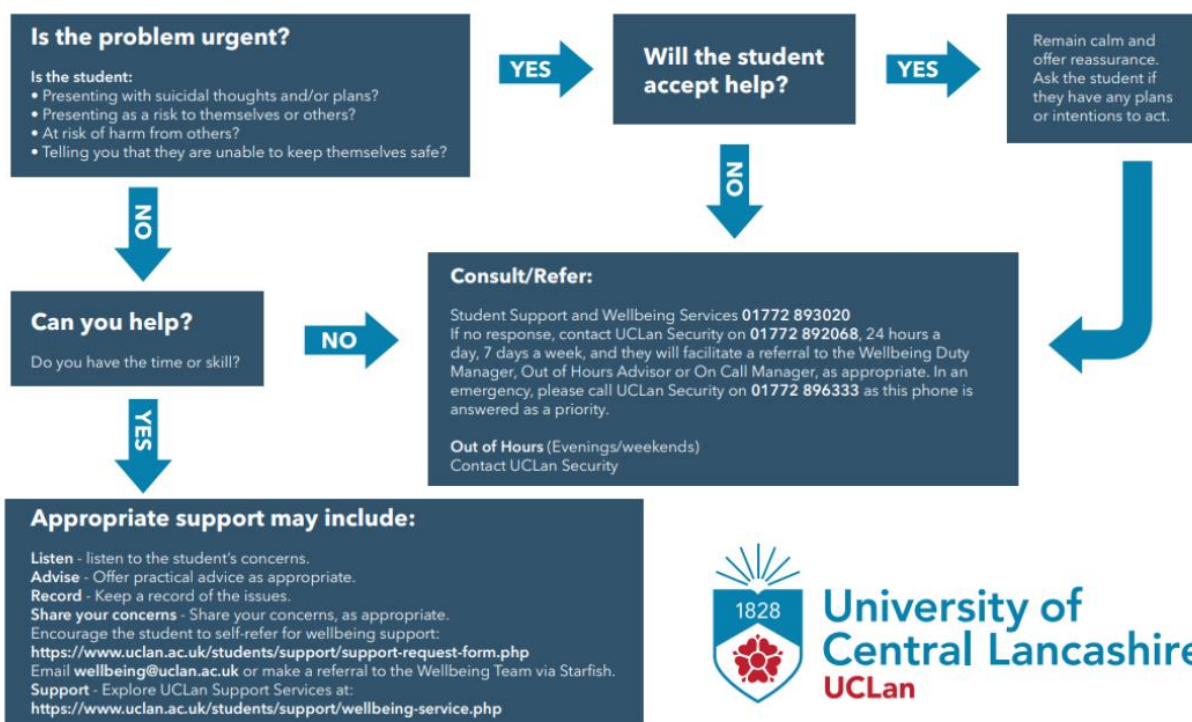 Is the problem urgent?
Is the student:
• Presenting with suicidal thoughts and/or plans?
• Presenting as a risk to themselves or others?
• At risk of harm from others?
• Telling you that they are unable to keep themselves safe?
YES
Will the student
accept help?
YES
Remain calm and
offer reassurance.
Ask the student if
they have any plans
or intentions to act.
NO
NO
Can you help?
Do you have the time or skill?
NO
Consult/Refer:
Student Support and Wellbeing Services 01772 893020
If no response, contact UCLan Security on 01772 892068, 24 hours a
day, 7 days a week, and they will facilitate a referral to the Wellbeing Duty
Manager, Out of Hours Advisor or On Call Manager, as appropriate. In an
emergency, please call UCLan Security on 01772 896333 as this phone is
answered as a priority.
Out of Hours (Evenings/weekends)
Contact UCLan Security
YES
Appropriate support may include:
Listen - listen to the student's concerns.
Advise - Offer practical advice as appropriate.
Record - Keep a record of the issues.
Share your concerns - Share your concerns, as appropriate.
Encourage the student to self-refer for wellbeing support:
https://www.uclan.ac.uk/students/support/support-request-form.php
Email wellbeing@uclan.ac.uk or make a referral to the Wellbeing Team via Starfish.
Support - Explore UCLan Support Services at:
https://www.uclan.ac.uk/students/support/wellbeing-service.php
1828
University of
Central Lancashire
UCLan